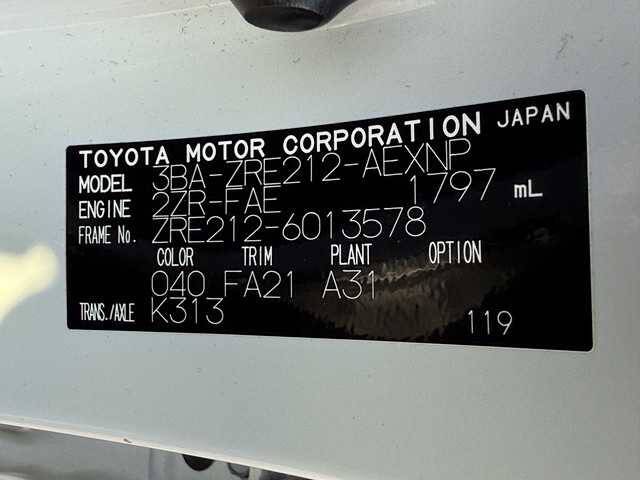 TOYOTA MOTOR CORPORATION JAPAN
MODEL 3BA-ZRE212-AEXNP
ENGINE 2ZR-FAE 1797 mL
FRAME No. ZRE212-6013578
COLOR TRIM PLANT OPTION
040 FA21 A31
TRANS./AXLE K313
119